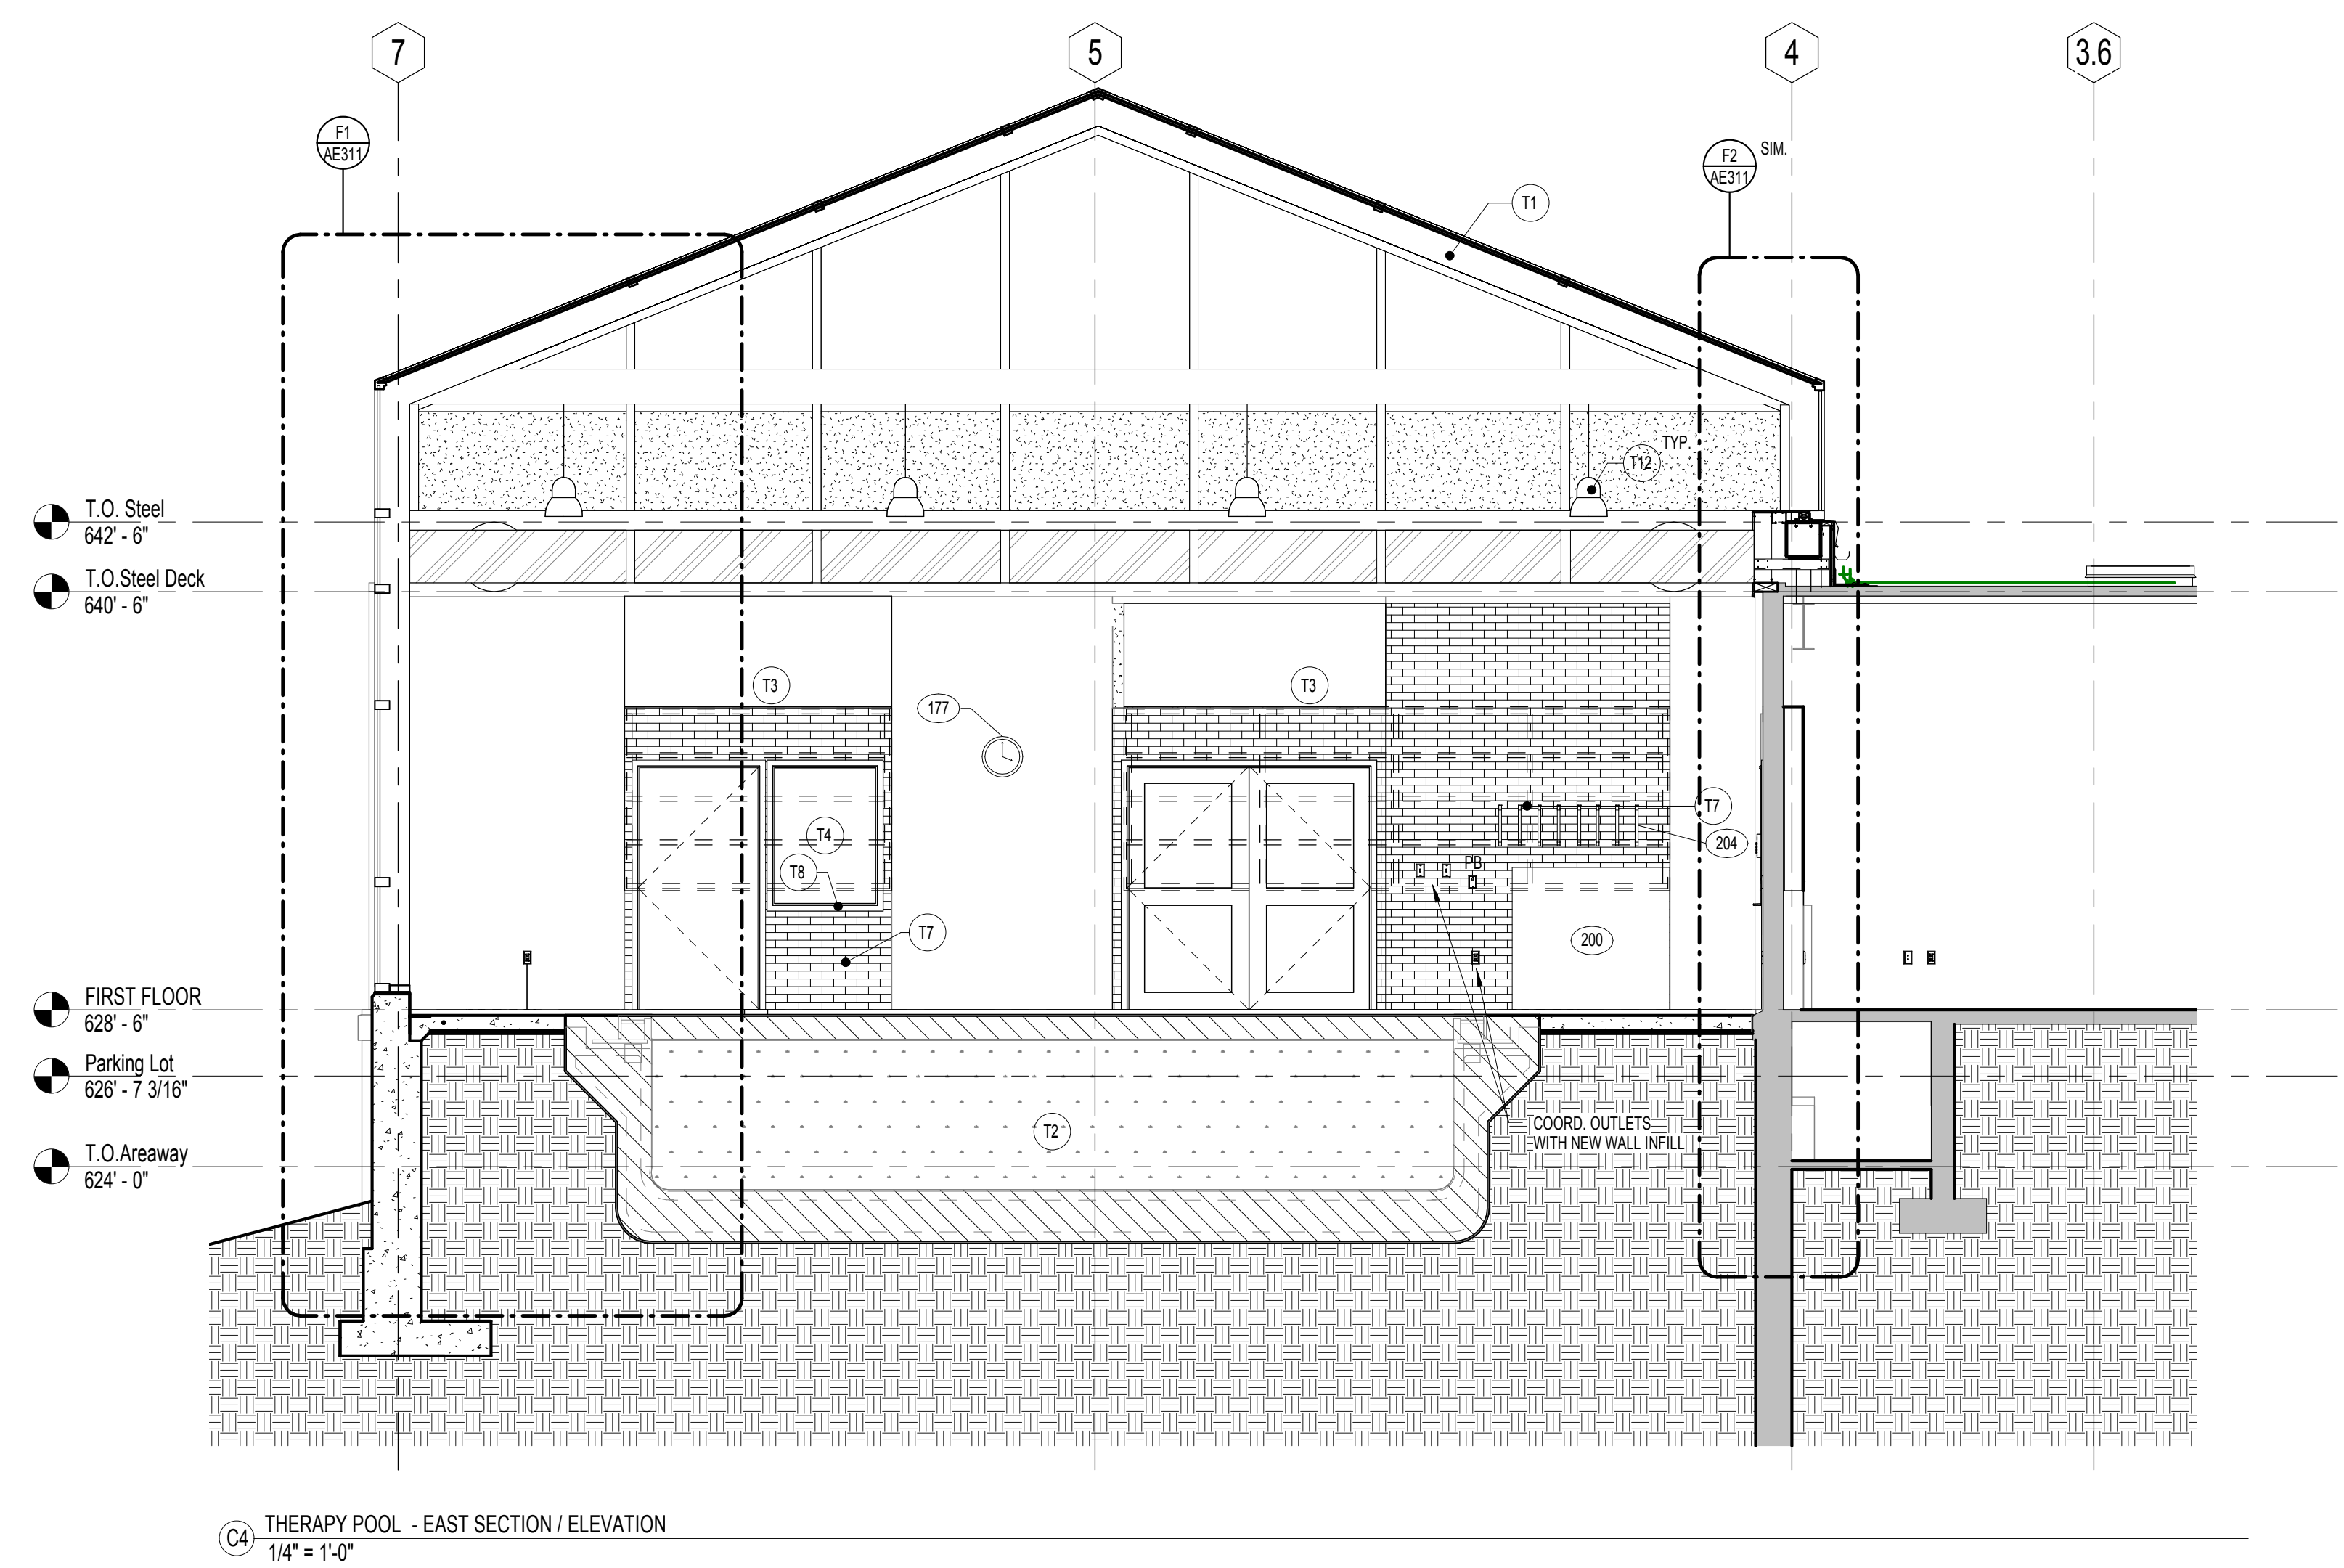 7
5
4
3.6
F1
AE311
F2
AE311
SIM.
T1
TYP.
T12
T.O. Steel
642' - 6"
T.O.Steel Deck
640' - 6"
T3
T3
177
T7
T4
204
T8
PB
T7
200
FIRST FLOOR
628' - 6"
Parking Lot
626' - 7 3/16"
T2
COORD. OUTLETS
WITH NEW WALL INFILL
T.O.Areaway
624' - 0"
C4
THERAPY POOL - EAST SECTION / ELEVATION
1/4" = 1'-0"